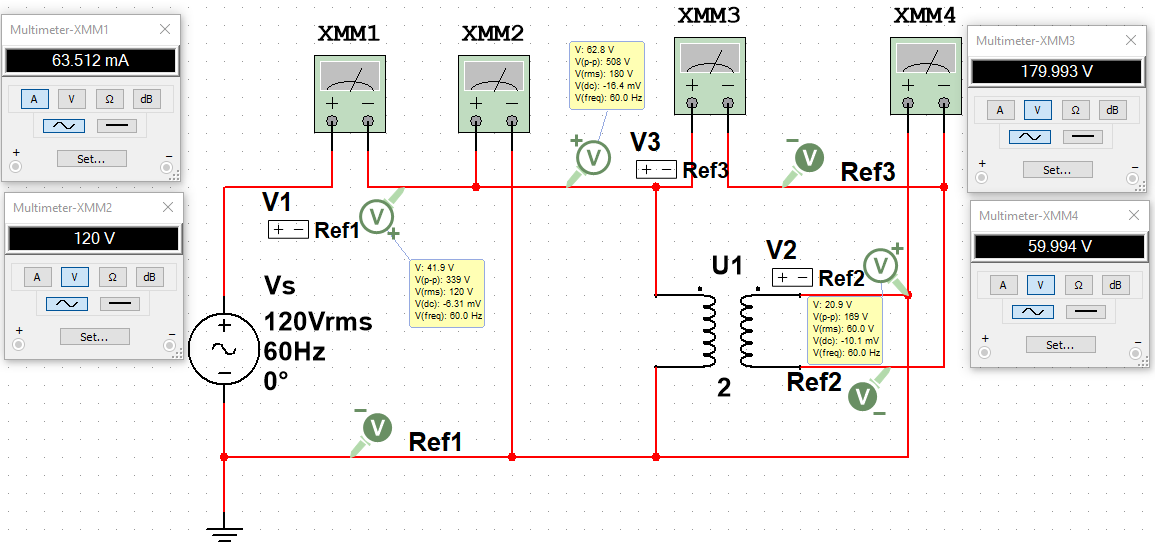 Multimeter-XMM1
63.512 mA
A V Ω dB
+ −
Set...
Multimeter-XMM2
120 V
A V Ω dB
+ −
Set...
XMM1
+ −
XMM2
+ −
V: 62.8 V
V(p-p): 508 V
V(rms): 180 V
V(dc): -16.4 mV
V(freq): 60.0 Hz
XMM3
+ −
XMM4
+ −
Multimeter-XMM3
179.993 V
A V Ω dB
+ −
Set...
Multimeter-XMM4
59.994 V
A V Ω dB
+ −
Set...
+
V
V3
+ −
Ref3
−
V
Ref3
V1
+ −
Ref1
V
+
V: 41.9 V
V(p-p): 339 V
V(rms): 120 V
V(dc): -6.31 mV
V(freq): 60.0 Hz
Vs
120Vrms
60Hz
0°
+
−
U1
2
V2
+ −
Ref2
V
+
V: 20.9 V
V(p-p): 169 V
V(rms): 60.0 V
V(dc): -10.1 mV
V(freq): 60.0 Hz
Ref2
V
−
−
V
Ref1